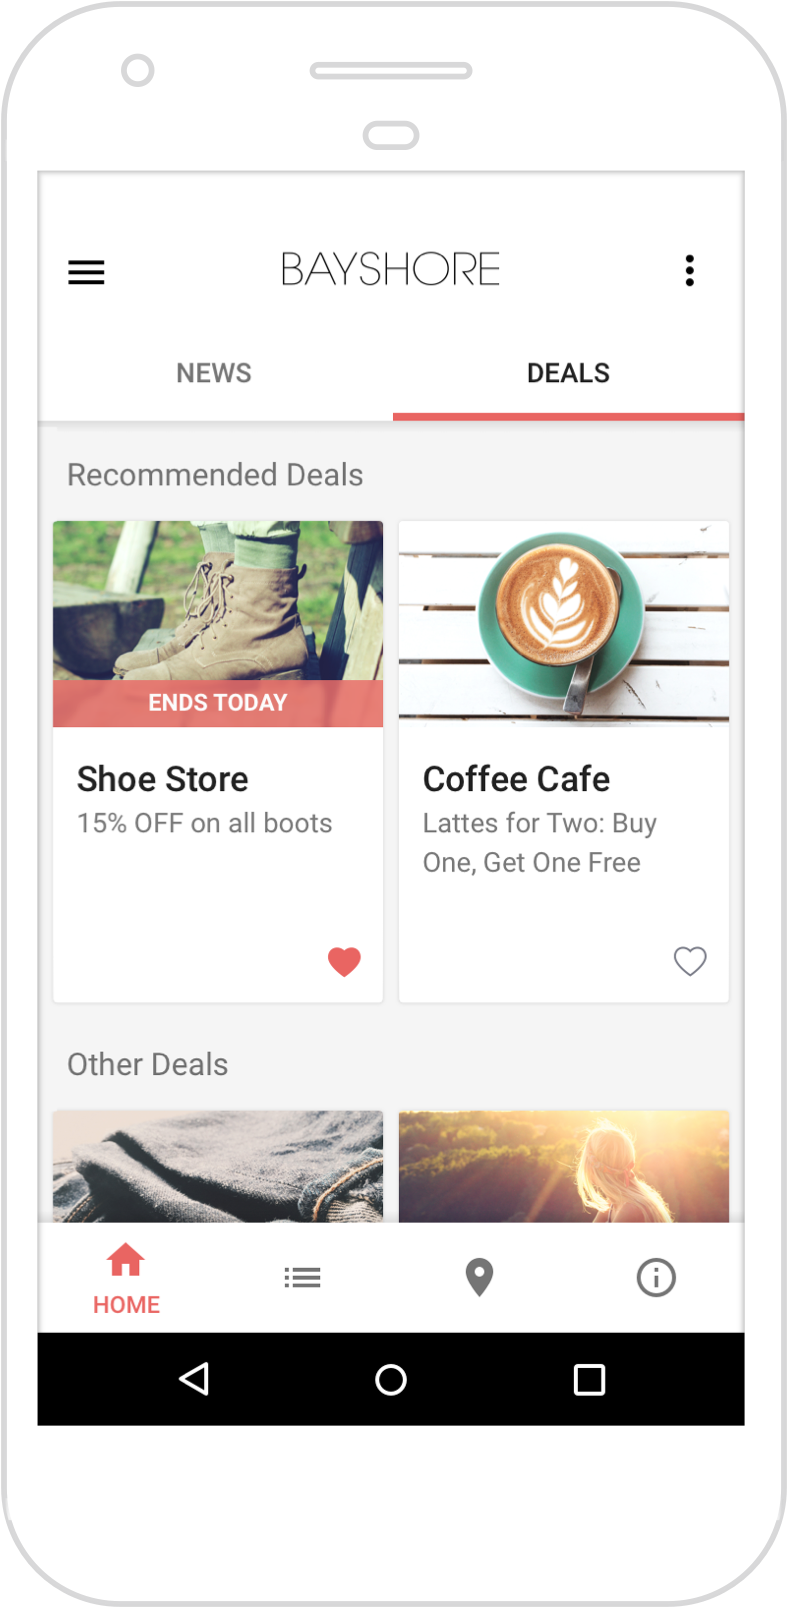 BAYSHORE
NEWS
DEALS
Recommended Deals
ENDS TODAY
Shoe Store
15% OFF on all boots
Coffee Cafe
Lattes for Two: Buy
One, Get One Free
Other Deals
HOME